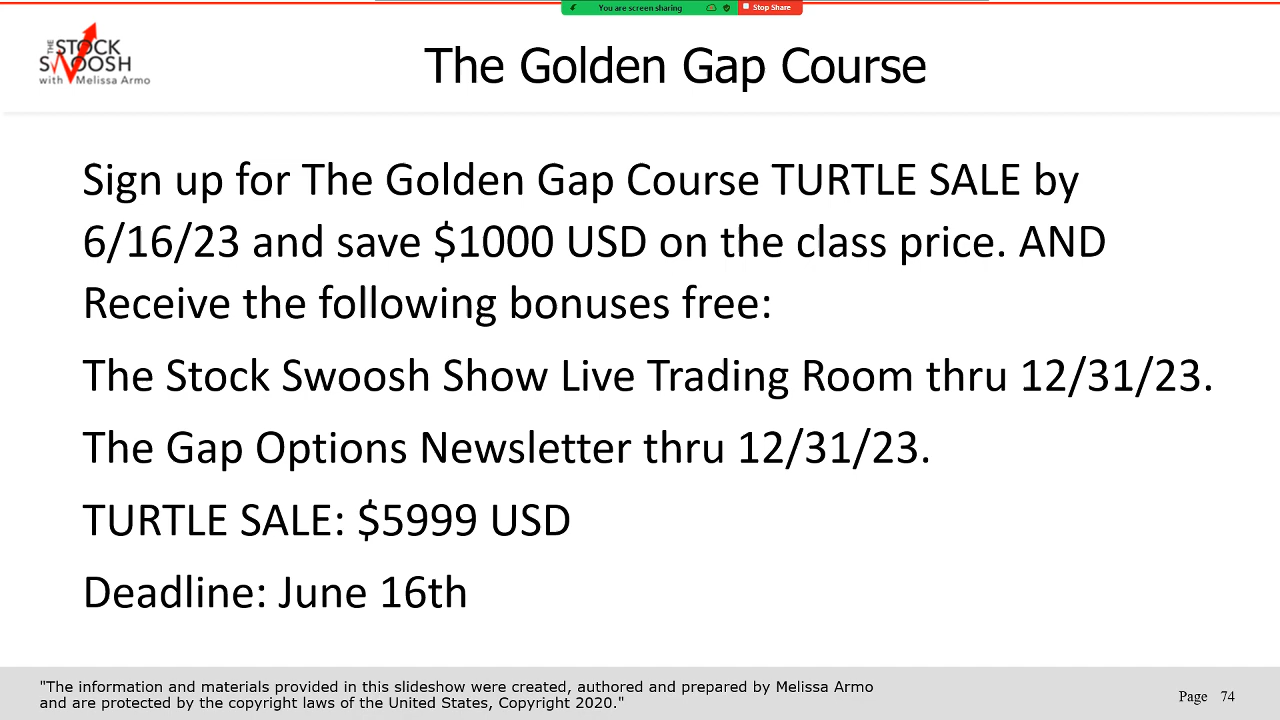 You are screen sharing
Stop Share
THE STOCK
SWOOSH
with Melissa Armo
The Golden Gap Course
Sign up for The Golden Gap Course TURTLE SALE by
6/16/23 and save $1000 USD on the class price. AND
Receive the following bonuses free:
The Stock Swoosh Show Live Trading Room thru 12/31/23.
The Gap Options Newsletter thru 12/31/23.
TURTLE SALE: $5999 USD
Deadline: June 16th
"The information and materials provided in this slideshow were created, authored and prepared by Melissa Armo
and are protected by the copyright laws of the United States, Copyright 2020."
Page 74